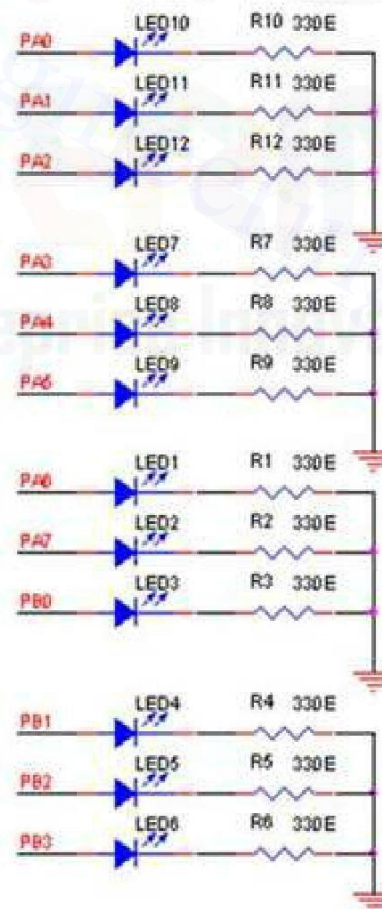 PA0 LED10 R10 330E
PA1 LED11 R11 330E
PA2 LED12 R12 330E
PA3 LED7 R7 330E
PA4 LED8 R8 330E
PA5 LED9 R9 330E
PA6 LED1 R1 330E
PA7 LED2 R2 330E
PB0 LED3 R3 330E
PB1 LED4 R4 330E
PB2 LED5 R5 330E
PB3 LED6 R6 330E